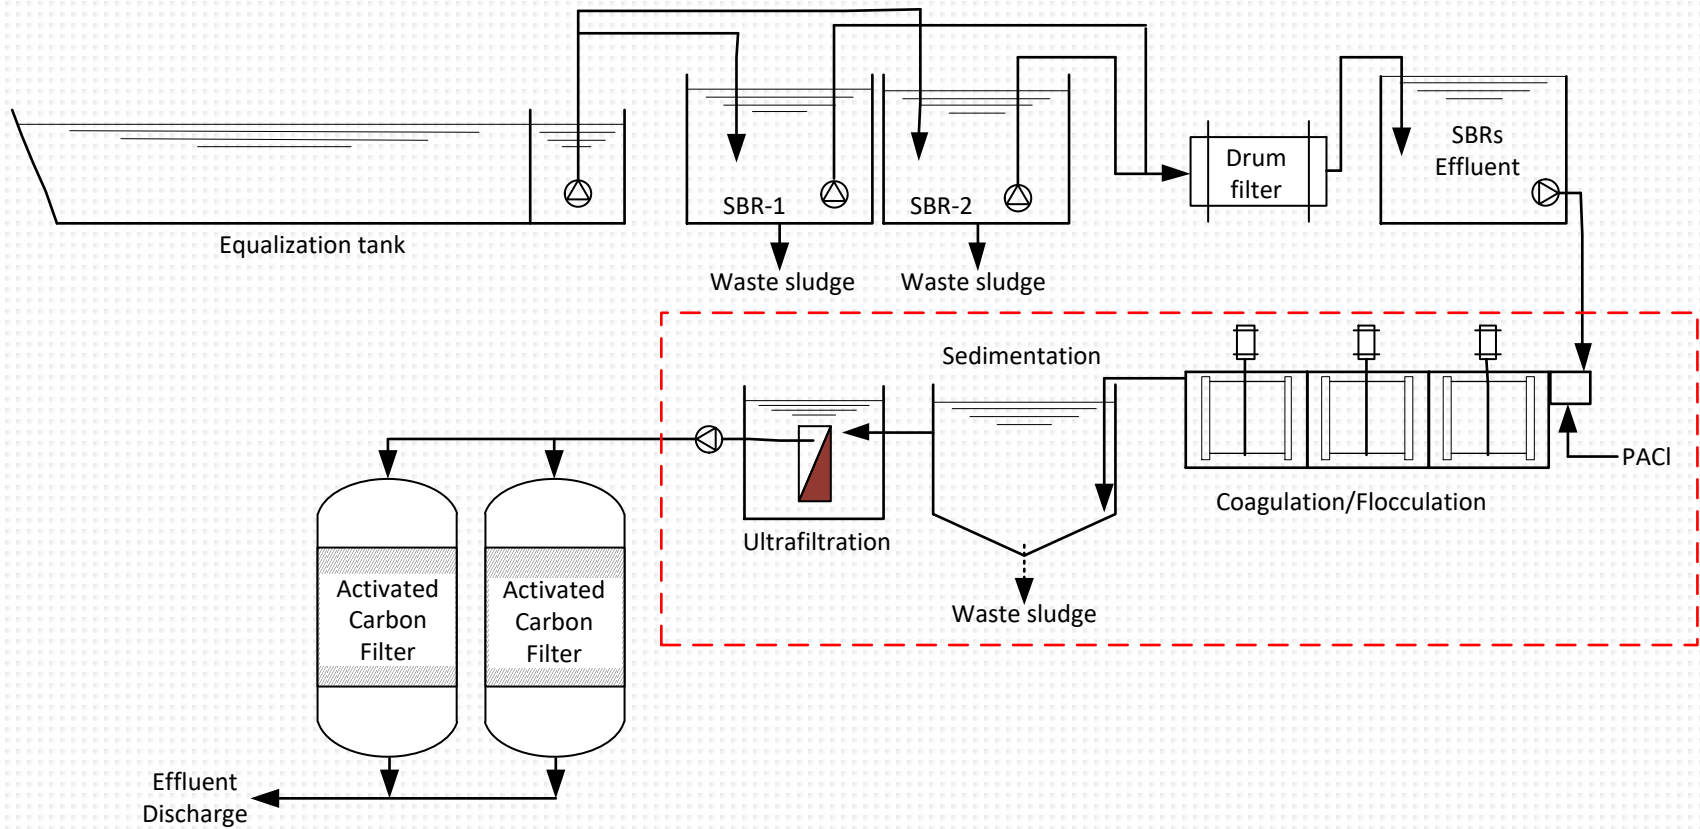 Equalization tank
SBR-1
SBR-2
Waste sludge
Waste sludge
Drum
filter
SBRs
Effluent
Sedimentation
PACl
Coagulation/Flocculation
Ultrafiltration
Waste sludge
Activated
Carbon
Filter
Activated
Carbon
Filter
Effluent
Discharge